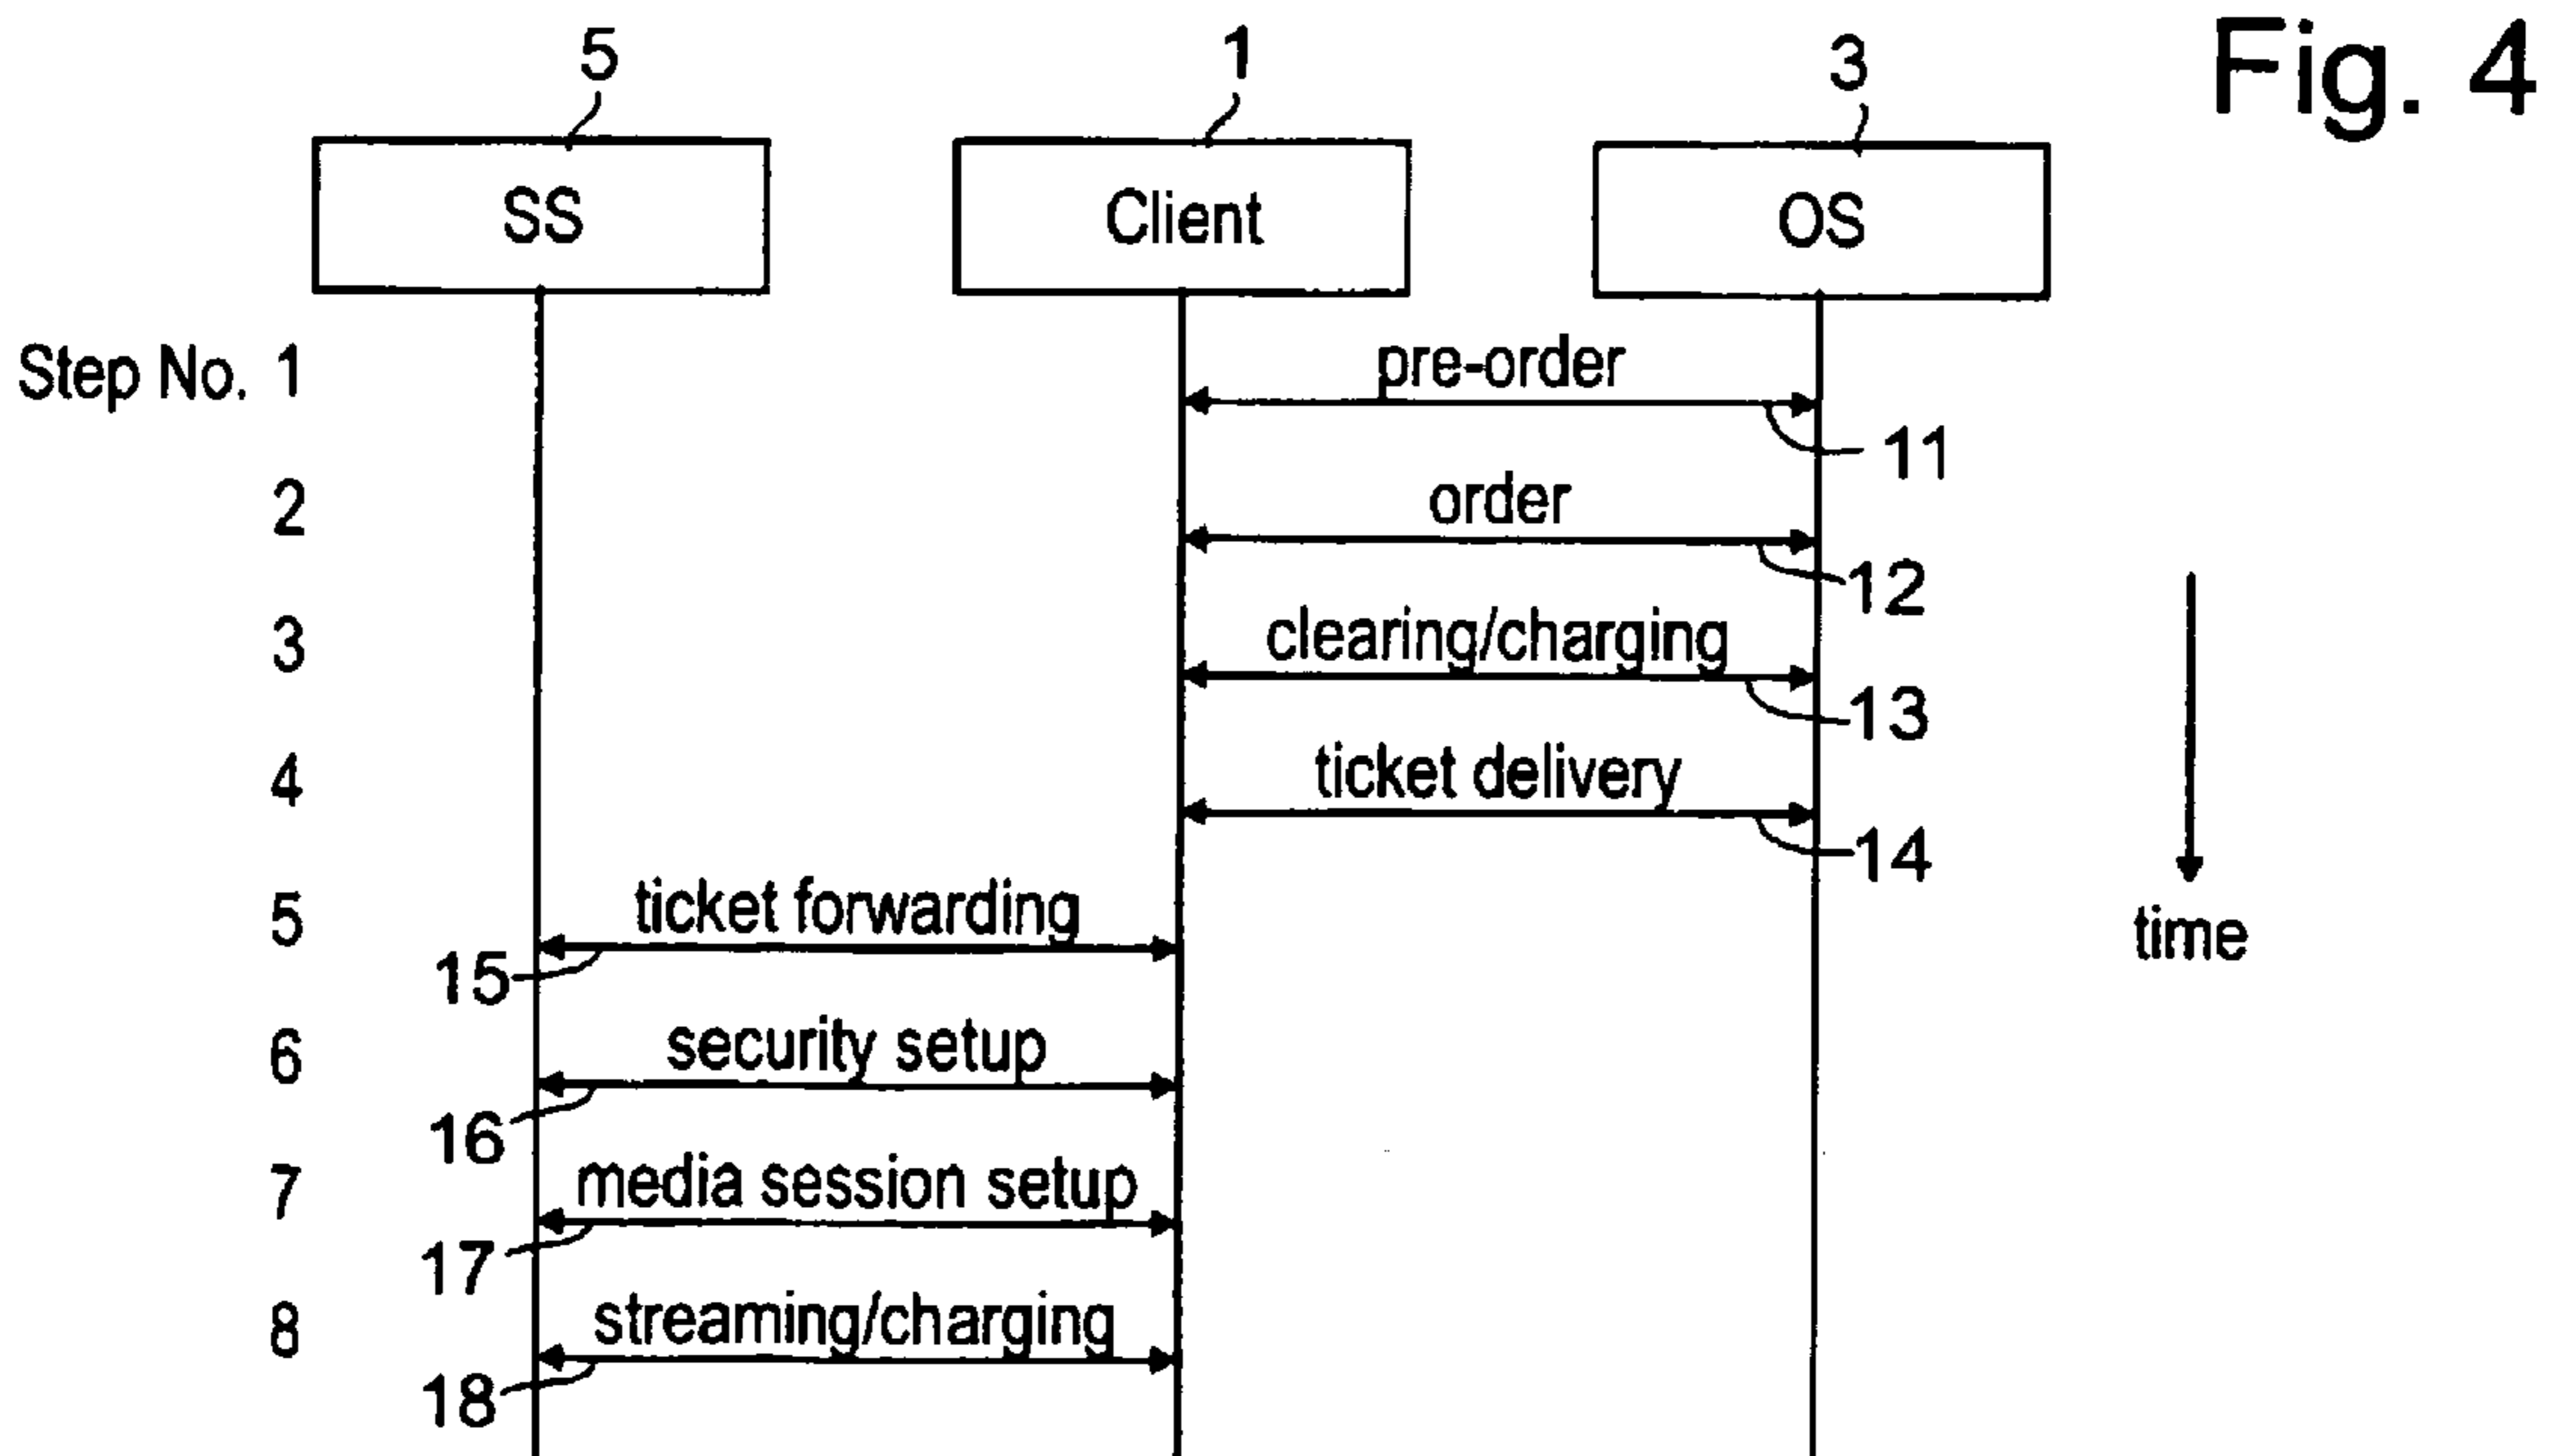 Fig. 4
5
1
3
SS
Client
OS
Step No. 1
pre-order
11
2
order
12
3
clearing/charging
13
4
ticket delivery
14
time
5
ticket forwarding
15
6
security setup
16
7
media session setup
17
8
streaming/charging
18